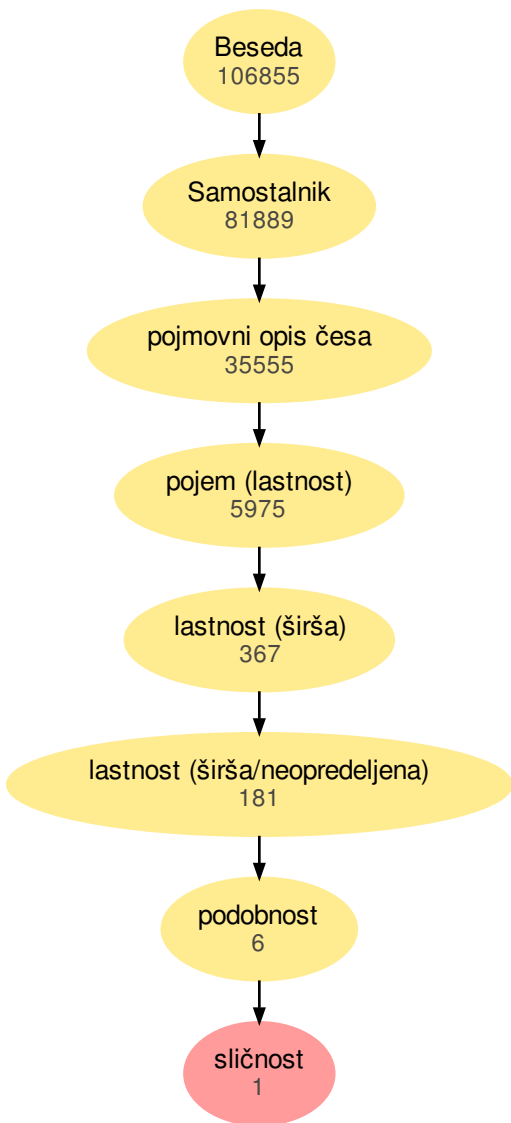 Beseda
106855
Samostalnik
81889
pojmovni opis česa
35555
pojem (lastnost)
5975
lastnost (širša)
367
lastnost (širša/neopredeljena)
181
podobnost
6
sličnost
1